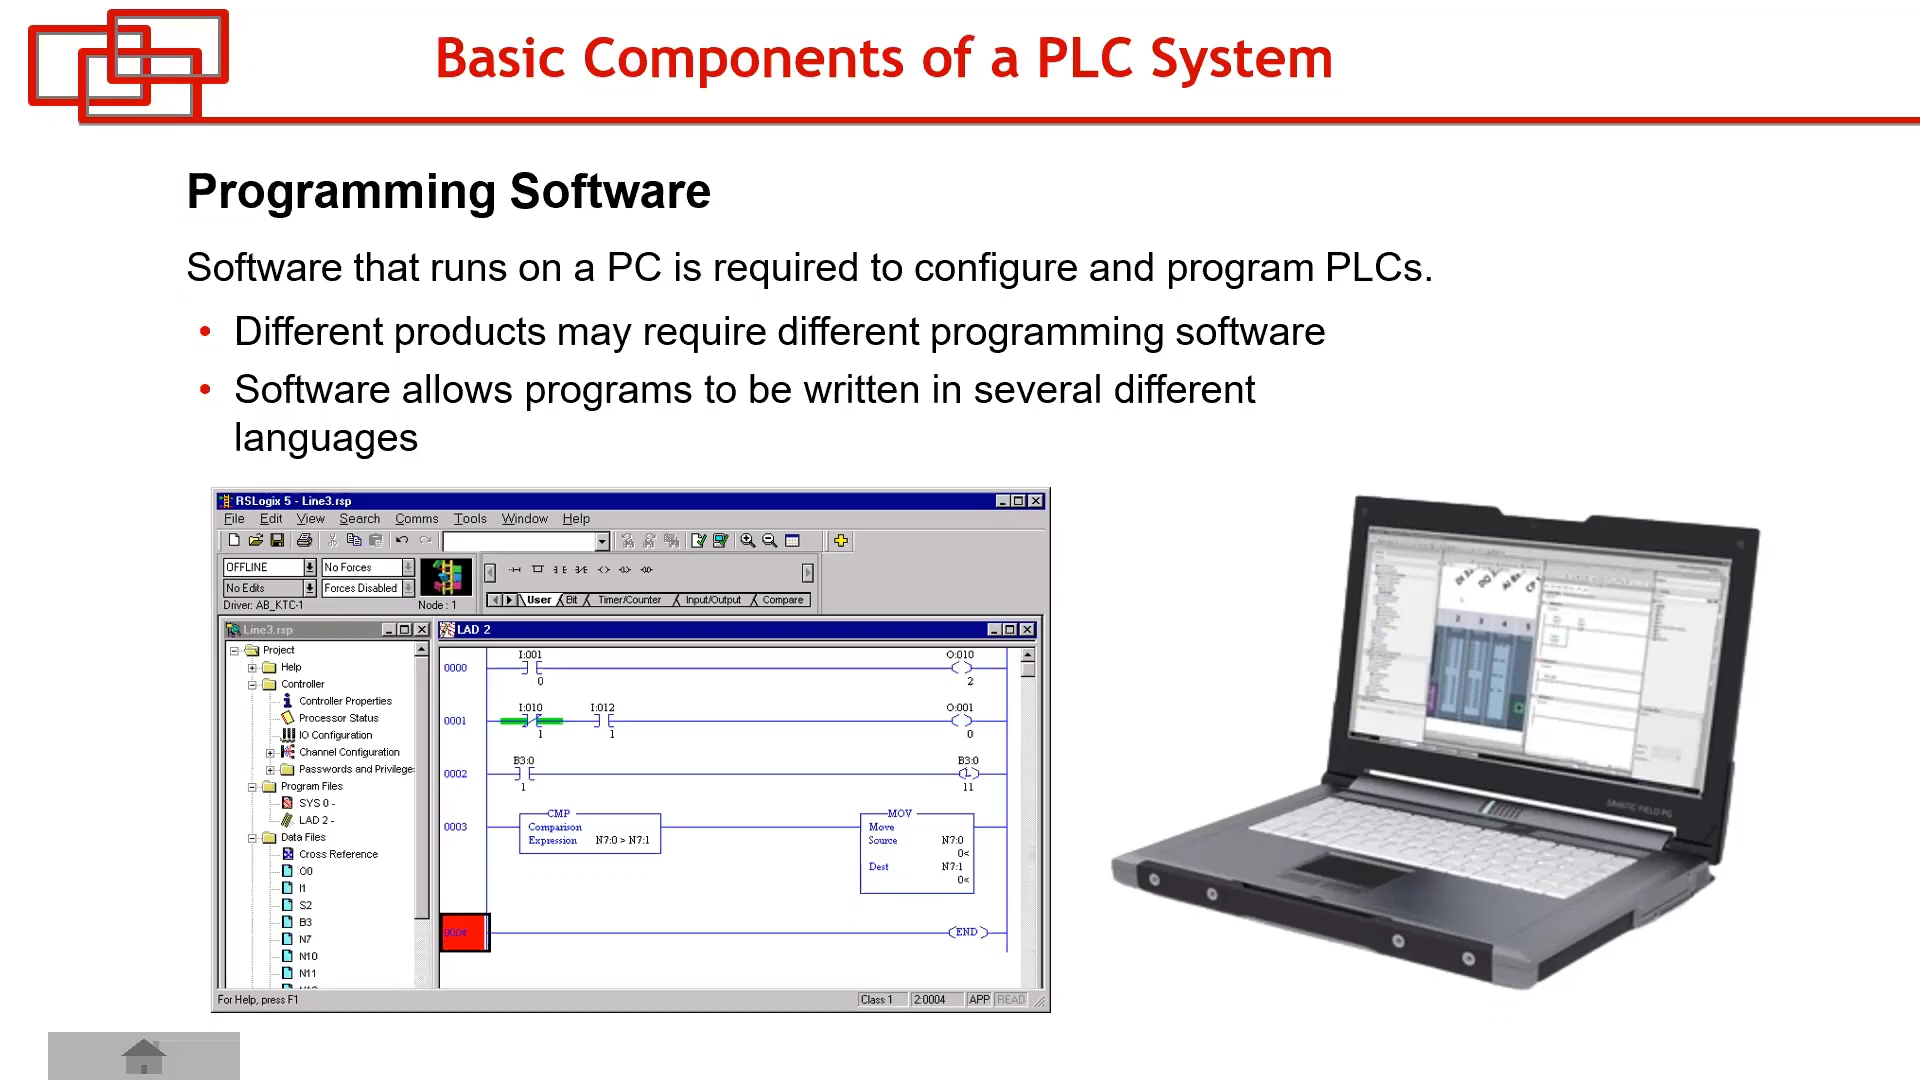 Basic Components of a PLC System
Programming Software
Software that runs on a PC is required to configure and program PLCs.
• Different products may require different programming software
• Software allows programs to be written in several different
languages
RSLogix 5 - Line3.rsp
File Edit View Search Comms Tools Window Help
OFFLINE No Forces
No Edits Forces Disabled
Driver: AB_KTC-1 Node : 1
User Bit Timer/Counter Input/Output Compare
Line3.rsp
Project
Help
Controller
Controller Properties
Processor Status
IO Configuration
Channel Configuration
Passwords and Privilege
Program Files
SYS 0 -
LAD 2 -
Data Files
Cross Reference
O0
I1
S2
B3
N7
N10
N11
LAD 2
I:001 O:010
0000
0 2
I:010 I:012 O:001
0001
1 1 0
B3:0 B3:0
0002 L
1 11
CMP MOV
0003 Comparison Move
Expression N7:0 > N7:1 Source N7:0
0<
Dest N7:1
0<
0004 END
For Help, press F1 Class 1 2:0004 APP READ
SIMATIC FIELD PG